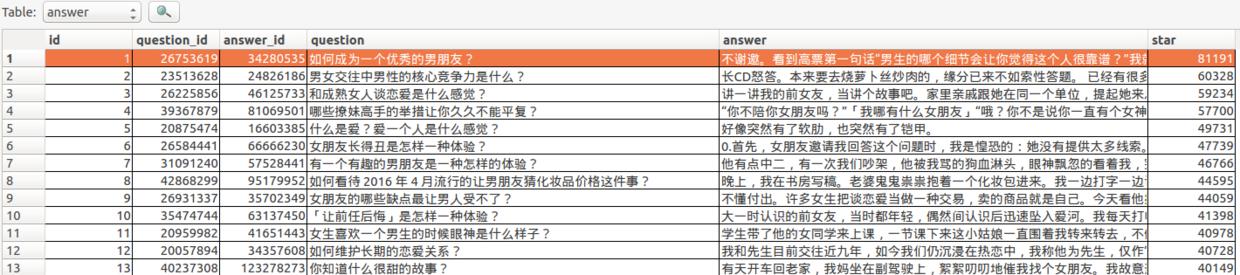 Table: answer
id question_id answer_id question answer star
1 1 26753619 34280535 如何成为一个优秀的男朋友？ 不谢邀。看到高票第一句话“男生的哪个细节会让你觉得这个人很靠谱？”我 81191
2 2 23513628 24826186 男女交往中男性的核心竞争力是什么？ 长CD怒答。本来要去烧萝卜丝炒肉的，缘分已来不如索性答题。 已经有很多 60328
3 3 26225856 46125733 和成熟女人谈恋爱是什么感觉？ 讲一讲我的前女友，当讲个故事吧。家里亲戚跟她在同一个单位，提起她来 59234
4 4 39367879 81069501 哪些撩妹高手的举措让你久久不能平复？ “你不陪你女朋友吗？”「我哪有什么女朋友」“哦？你不是说你一直有个女神 57700
5 5 20875474 16603385 什么是爱？爱一个人是什么感觉？ 好像突然有了软肋，也突然有了铠甲。 49731
6 6 26584441 66666230 女朋友长得丑是怎样一种体验？ 0.首先，女朋友邀请我回答这个问题时，我是惶恐的：她没有提供太多线索。 47739
7 7 31091240 57528441 有一个有趣的男朋友是一种怎样的体验？ 他有点中二，有一次我们吵架，他被我骂的狗血淋头，眼神飘忽的看着我， 46766
8 8 42868299 95179952 如何看待 2016 年 4 月流行的让男朋友猜化妆品价格这件事？ 晚上，我在书房写稿。老婆鬼鬼祟祟抱着一个化妆包进来。我一边打字一边 44595
9 9 26931337 35702349 女朋友的哪些缺点最让男人受不了？ 不懂付出。许多女生把谈恋爱当做一种交易，卖的商品就是自己。今天看他 44059
10 10 35474744 63137450 「让前任后悔」是怎样一种体验？ 大一时认识的前女友，当时都年轻，偶然间认识后迅速坠入爱河。我每天打 41398
11 11 20959982 41651443 女生喜欢一个男生的时候眼神是什么样子？ 学生带了他的女同学来上课，一节课下来这小姑娘一直围着我转来转去， 40978
12 12 20057894 34357608 如何维护长期的恋爱关系？ 我和先生目前交往近九年，如今我们仍沉浸在热恋中，我称他为先生，仅作 40728
13 13 40237308 123278273 你知道什么很甜的故事？ 有天开车回老家，我妈坐在副驾驶上，絮絮叨叨地催我找个女朋友。我故意 40149